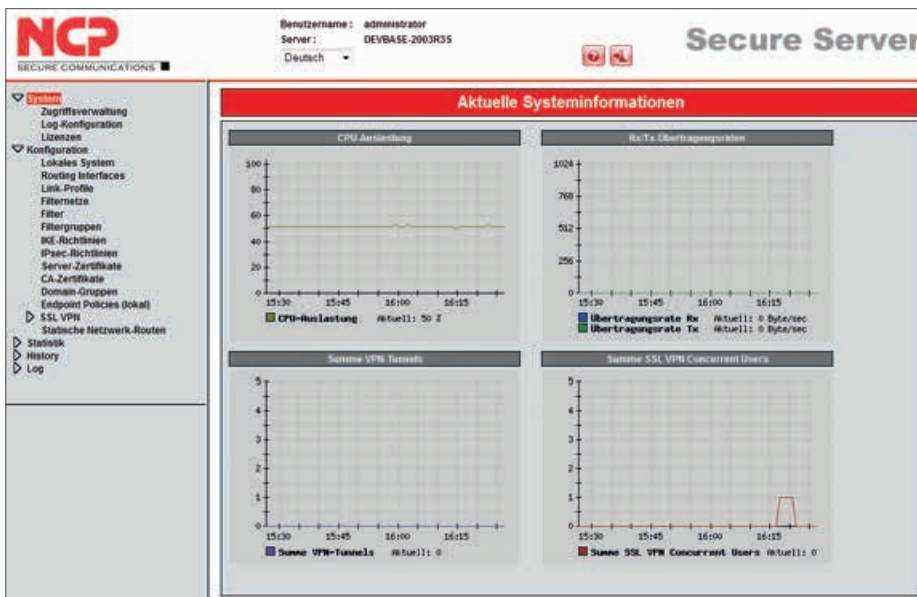 NCP
SECURE COMMUNICATIONS
Benutzername : administrator
Server : DEVBASE-2003R3S
Deutsch
Secure Server
System
Zugriffsverwaltung
Log-Konfiguration
Lizenzen
Konfiguration
Lokales System
Routing Interfaces
Link-Profile
Filternetze
Filter
Filtergruppen
IKE-Richtlinien
IPsec-Richtlinien
Server-Zertifikate
CA-Zertifikate
Domain-Gruppen
Endpoint Policies (lokal)
SSL VPN
Statische Netzwerk-Routen
Statistik
History
Log
Aktuelle Systeminformationen
CPU Auslastung
100
80
60
40
20
0
15:30 15:45 16:00 16:15
CPU-Auslastung Aktuell: 50 %
Rx/Tx Übertragungsraten
1024
768
512
256
0
15:30 15:45 16:00 16:15
Übertragungsrate Rx Aktuell: 0 Byte/sec
Übertragungsrate Tx Aktuell: 0 Byte/sec
Summe VPN Tunnels
5
4
3
2
1
0
15:30 15:45 16:00 16:15
Summe VPN-Tunnels Aktuell: 0
Summe SSL VPN Concurrent Users
5
4
3
2
1
0
15:30 15:45 16:00 16:15
Summe SSL VPN Concurrent Users Aktuell: 0